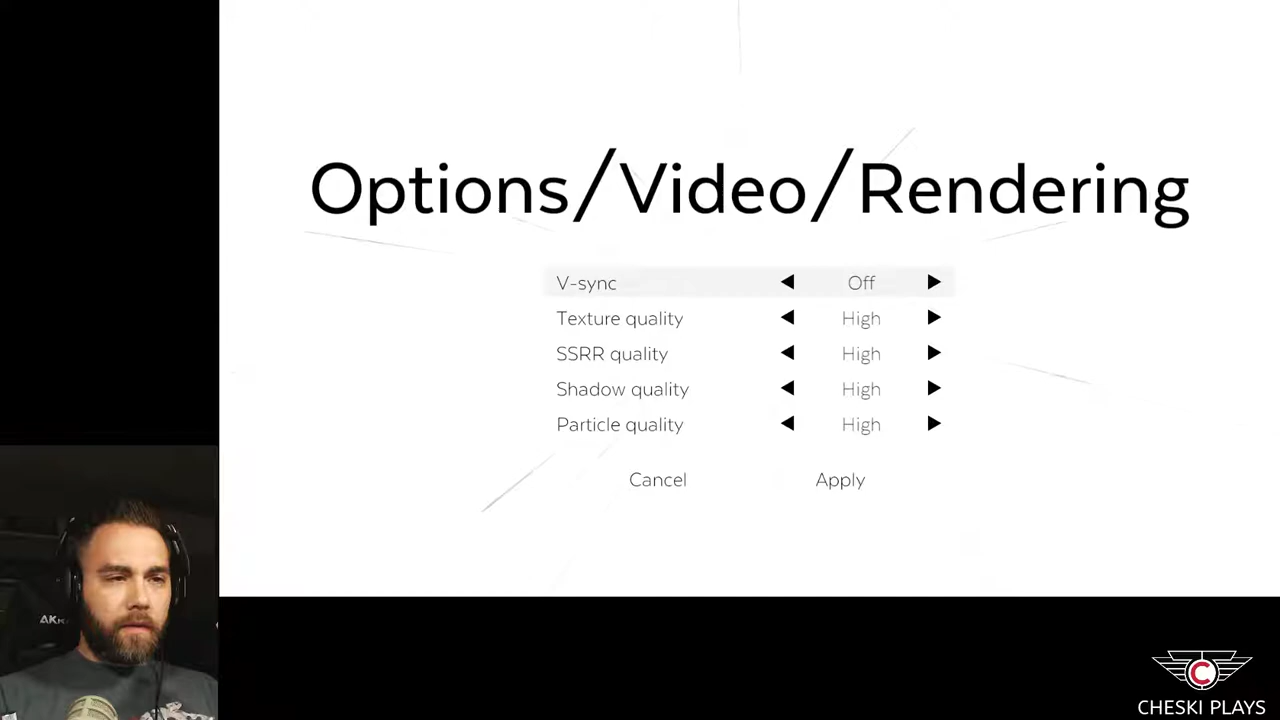 Options/Video/Rendering
V-sync Off
Texture quality High
SSRR quality High
Shadow quality High
Particle quality High
Cancel Apply
C
CHESKI PLAYS